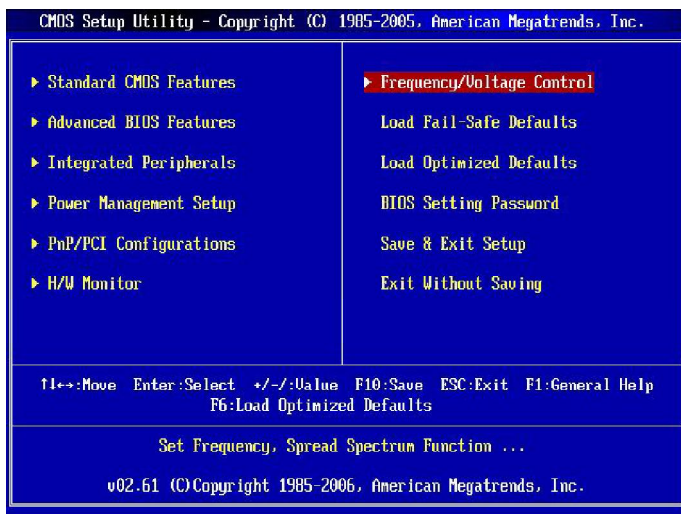 CMOS Setup Utility - Copyright (C) 1985-2005, American Megatrends, Inc.
▶ Standard CMOS Features
▶ Advanced BIOS Features
▶ Integrated Peripherals
▶ Power Management Setup
▶ PnP/PCI Configurations
▶ H/W Monitor
▶ Frequency/Voltage Control
Load Fail-Safe Defaults
Load Optimized Defaults
BIOS Setting Password
Save & Exit Setup
Exit Without Saving
↑↓←→:Move Enter:Select +/-/:Value F10:Save ESC:Exit F1:General Help
F6:Load Optimized Defaults
Set Frequency, Spread Spectrum Function ...
v02.61 (C)Copyright 1985-2006, American Megatrends, Inc.